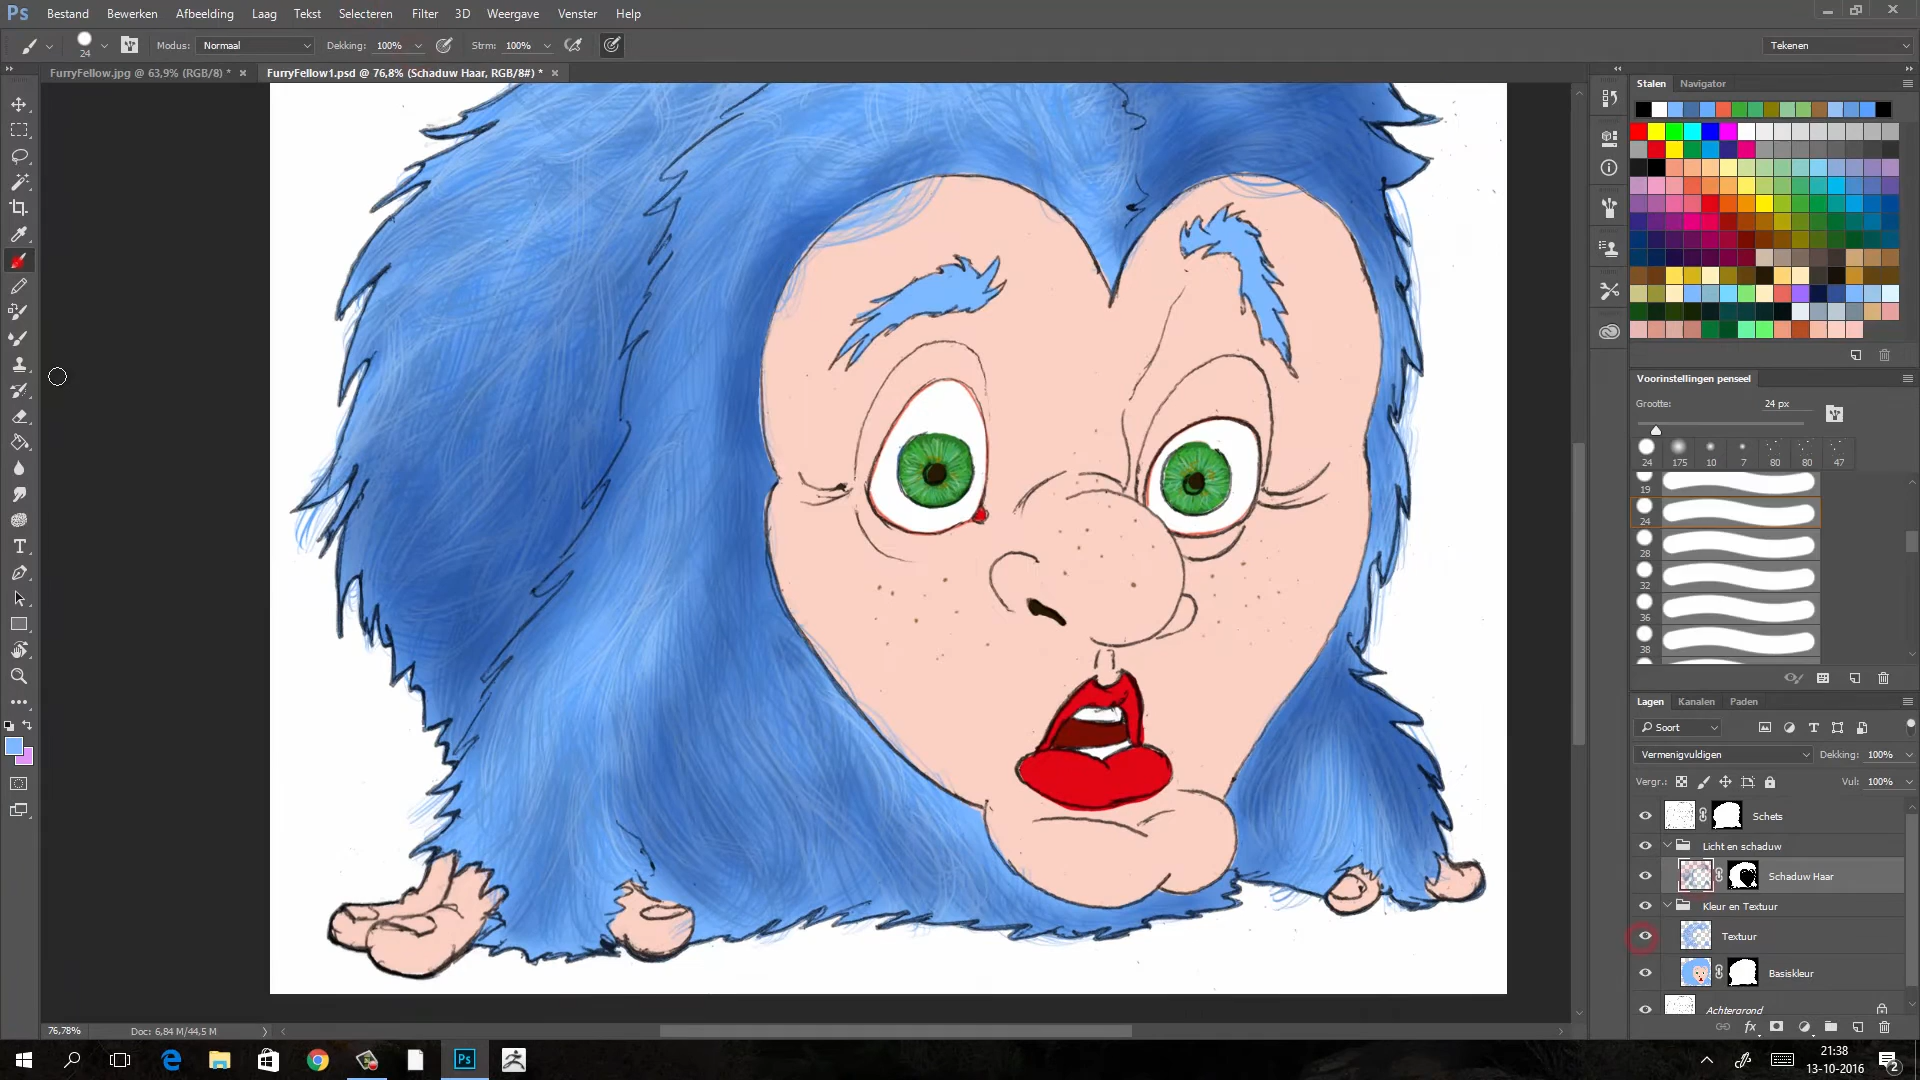 Ps Bestand Bewerken Afbeelding Laag Tekst Selecteren Filter 3D Weergave Venster Help
24 Modus: Normaal Dekking: 100% Strm: 100% Tekenen
FurryFellow.jpg @ 63,9% (RGB/8) * FurryFellow1.psd @ 76,8% (Schaduw Haar, RGB/8#) *
Stalen Navigator
Voorinstellingen penseel
Grootte: 24 px
24 175 10 7 80 80 47
19
24
28
32
36
38
Lagen Kanalen Paden
Soort
Vermenigvuldigen Dekking: 100%
Vergr.: Vul: 100%
Schets
Licht en schaduw
Schaduw Haar
Kleur en Textuur
Textuur
Basiskleur
Achtergrond
76,78% Doc: 6,84 M/44,5 M
fx
Ps
21:38
13-10-2016
2